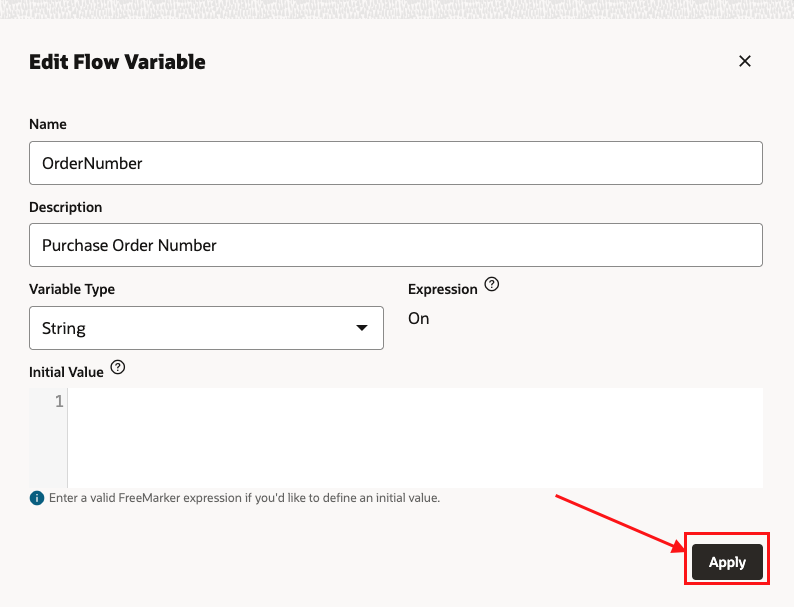 Edit Flow Variable
Name
OrderNumber
Description
Purchase Order Number
Variable Type
Expression
String
On
Initial Value
1
Enter a valid FreeMarker expression if you'd like to define an initial value.
Apply